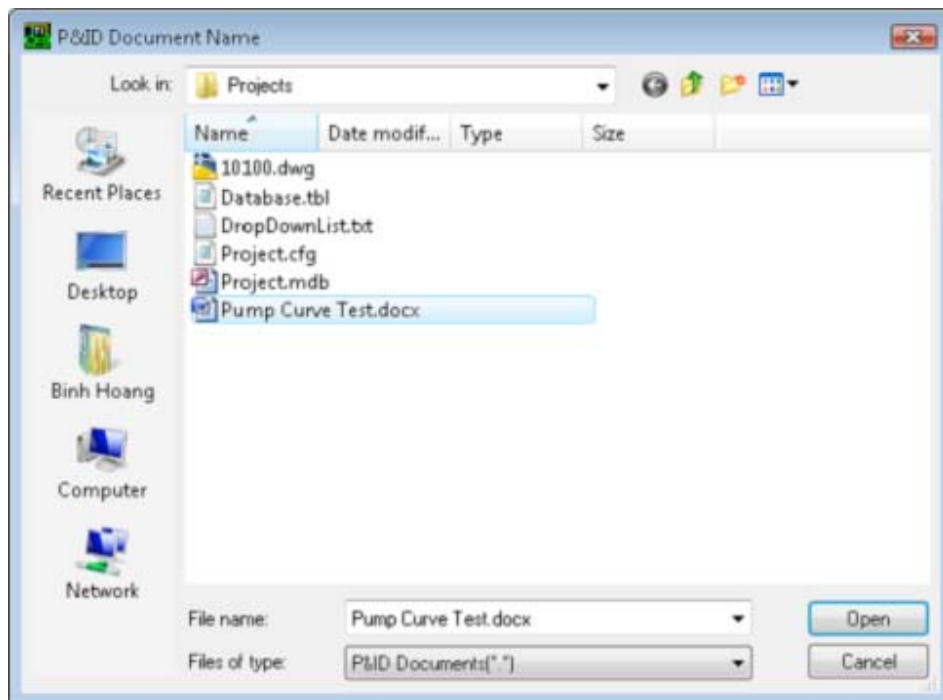 P&ID Document Name
Look in: Projects
Name Date modif... Type Size
10100.dwg
Database.tbl
DropDownList.txt
Project.cfg
Project.mdb
Pump Curve Test.docx
Recent Places
Desktop
Binh Hoang
Computer
Network
File name: Pump Curve Test.docx Open
Files of type: P&ID Documents(".") Cancel